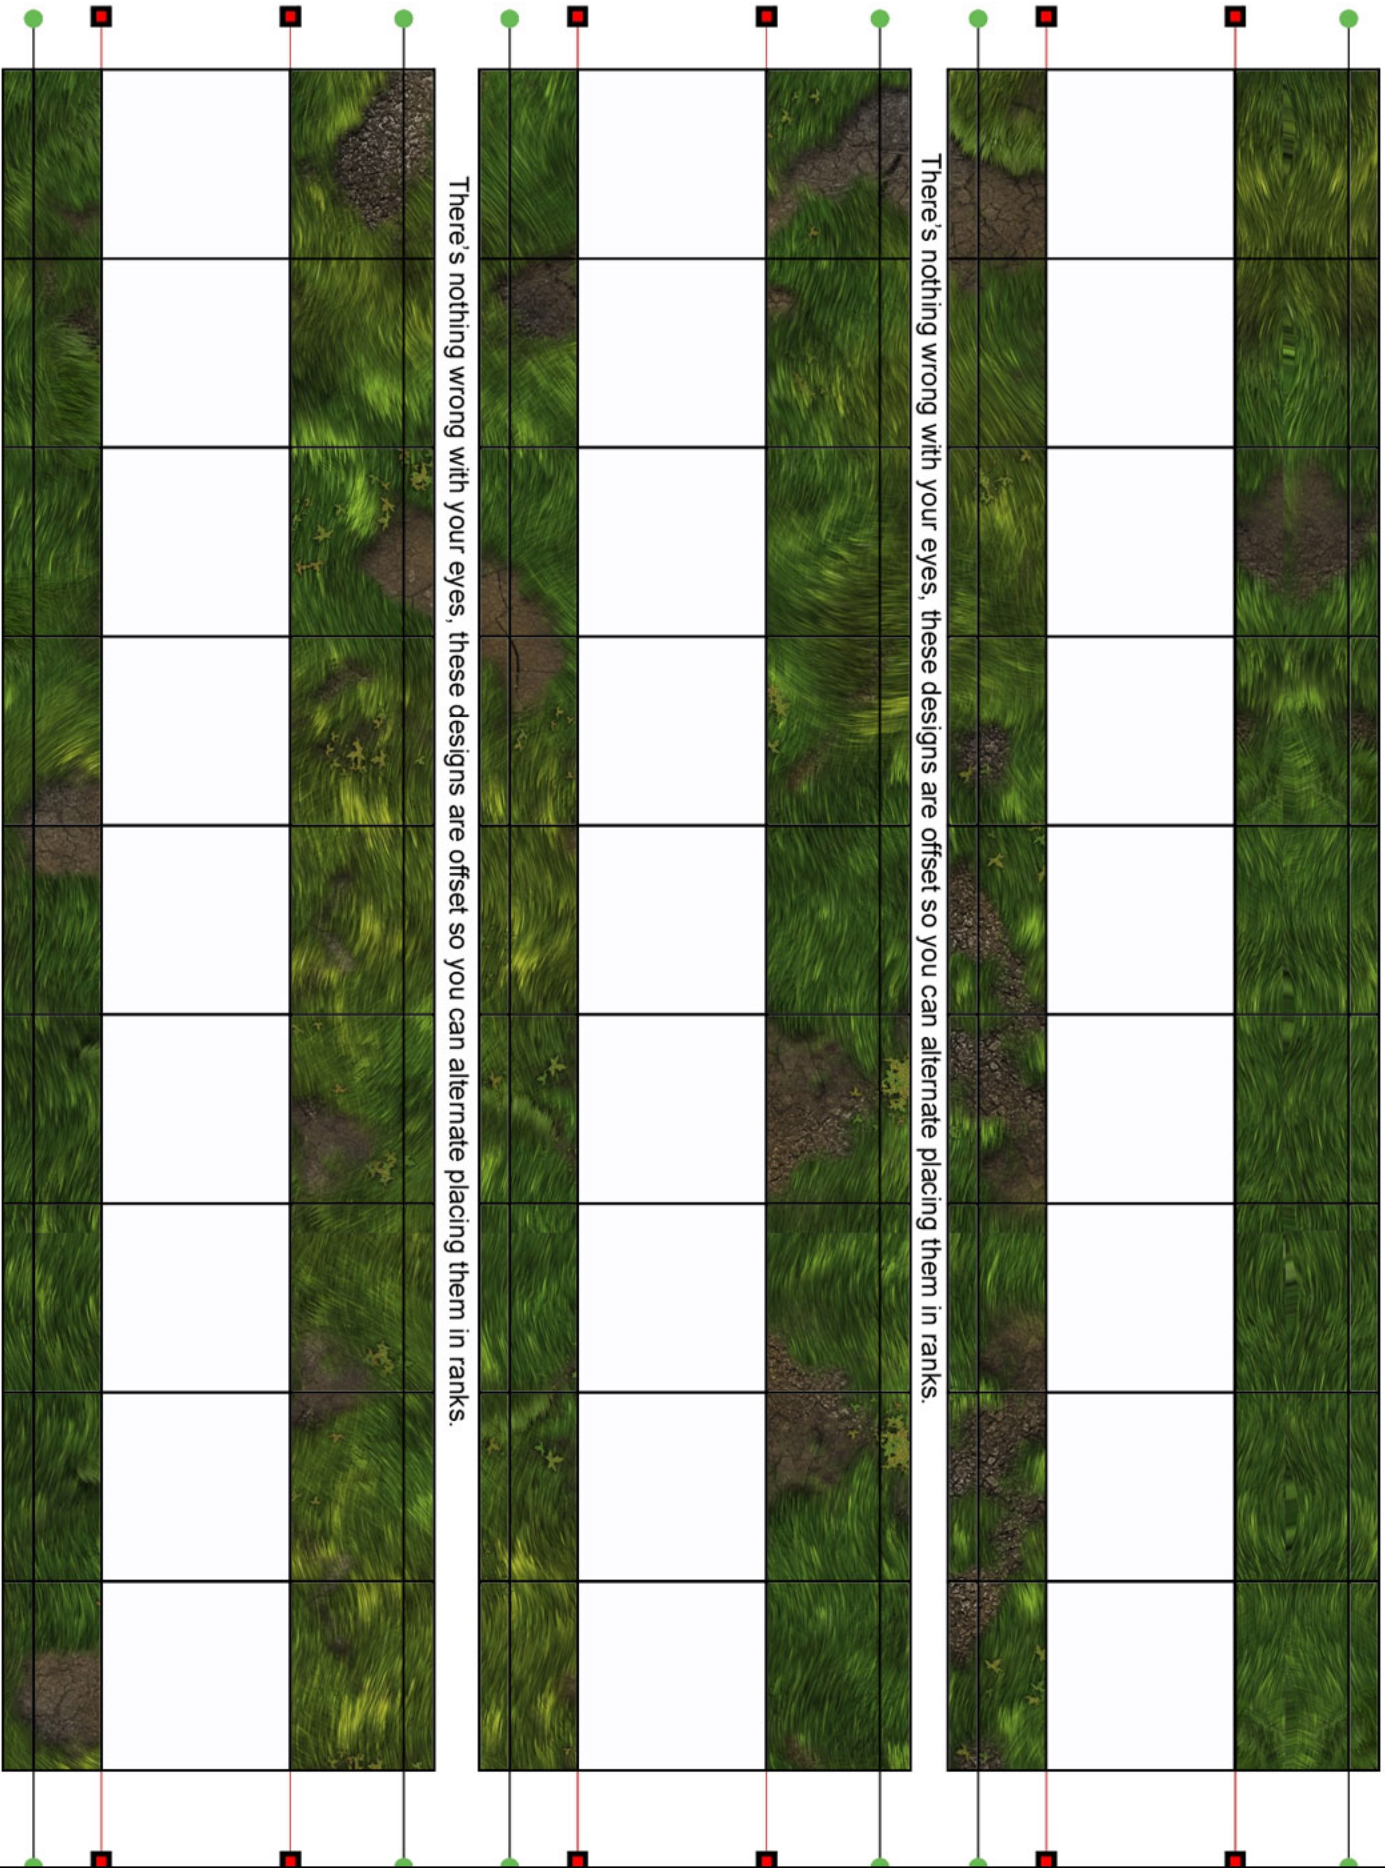 There's nothing wrong with your eyes, these designs are offset so you can alternate placing them in ranks.
There's nothing wrong with your eyes, these designs are offset so you can alternate placing them in ranks.